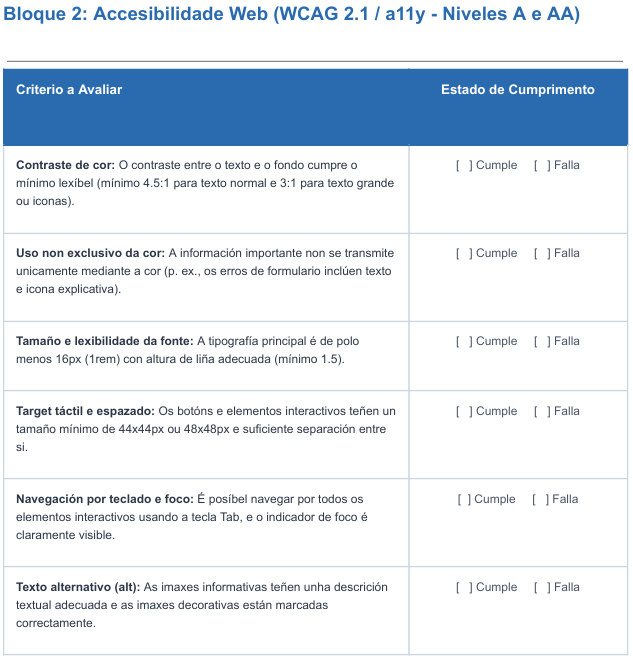 Bloque 2: Accesibilidade Web (WCAG 2.1 / a11y - Niveles A e AA)
Criterio a Avaliar
Estado de Cumprimento
Contraste de cor: O contraste entre o texto e o fondo cumpre o
mínimo lexíbel (mínimo 4.5:1 para texto normal e 3:1 para texto grande
ou iconas).
[ ] Cumple [ ] Falla
Uso non exclusivo da cor: A información importante non se transmite
unicamente mediante a cor (p. ex., os erros de formulario inclúen texto
e icona explicativa).
[ ] Cumple [ ] Falla
Tamaño e lexibilidade da fonte: A tipografía principal é de polo
menos 16px (1rem) con altura de liña adecuada (mínimo 1.5).
[ ] Cumple [ ] Falla
Target táctil e espazado: Os botóns e elementos interactivos teñen un
tamaño mínimo de 44x44px ou 48x48px e suficiente separación entre
si.
[ ] Cumple [ ] Falla
Navegación por teclado e foco: É posíbel navegar por todos os
elementos interactivos usando a tecla Tab, e o indicador de foco é
claramente visible.
[ ] Cumple [ ] Falla
Texto alternativo (alt): As imaxes informativas teñen unha descrición
textual adecuada e as imaxes decorativas están marcadas
correctamente.
[ ] Cumple [ ] Falla